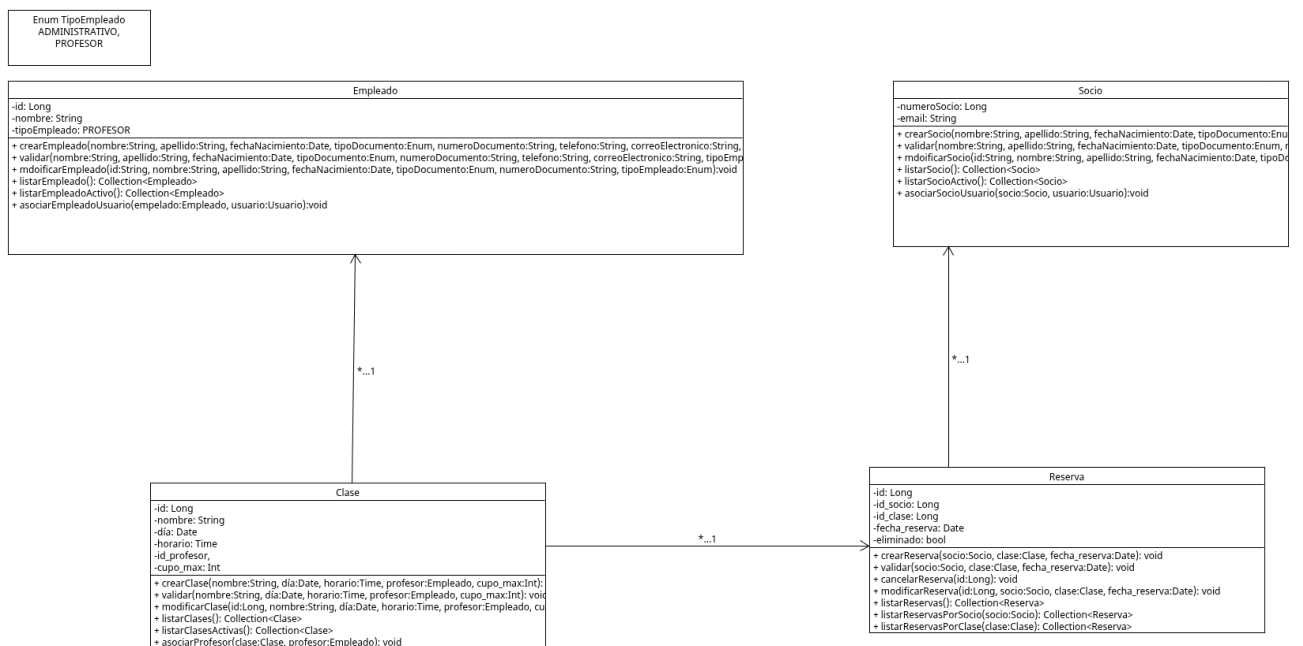 Enum TipoEmpleado
ADMINISTRATIVO,
PROFESOR
Empleado
-id: Long
-nombre: String
-tipoEmpleado: PROFESOR
+ crearEmpleado(nombre:String, apellido:String, fechaNacimiento:Date, tipoDocumento:Enum, numeroDocumento:String, telefono:String, correoElectronico:String,
+ validar(nombre:String, apellido:String, fechaNacimiento:Date, tipoDocumento:Enum, numeroDocumento:String, telefono:String, correoElectronico:String, tipoEmp
+ mdoificarEmpleado(id:String, nombre:String, apellido:String, fechaNacimiento:Date, tipoDocumento:Enum, numeroDocumento:String, tipoEmpleado:Enum):void
+ listarEmpleado(): Collection<Empleado>
+ listarEmpleadoActivo(): Collection<Empleado>
+ asociarEmpleadoUsuario(empelado:Empleado, usuario:Usuario):void
Socio
-numeroSocio: Long
-email: String
+ crearSocio(nombre:String, apellido:String, fechaNacimiento:Date, tipoDocumento:Enu
+ validar(nombre:String, apellido:String, fechaNacimiento:Date, tipoDocumento:Enum, r
+ mdoificarSocio(id:String, nombre:String, apellido:String, fechaNacimiento:Date, tipoDo
+ listarSocio(): Collection<Socio>
+ listarSocioActivo(): Collection<Socio>
+ asociarSocioUsuario(socio:Socio, usuario:Usuario):void
*...1
*...1
Clase
-id: Long
-nombre: String
-día: Date
-horario: Time
-id_profesor,
-cupo_max: Int
+ crearClase(nombre:String, día:Date, horario:Time, profesor:Empleado, cupo_max:Int):
+ validar(nombre:String, día:Date, horario:Time, profesor:Empleado, cupo_max:Int): voic
+ modificarClase(id:Long, nombre:String, día:Date, horario:Time, profesor:Empleado, cu
+ listarClases(): Collection<Clase>
+ listarClasesActivas(): Collection<Clase>
+ asociarProfesor(clase:Clase, profesor:Empleado): void
*...1
Reserva
-id: Long
-id_socio: Long
-id_clase: Long
-fecha_reserva: Date
-eliminado: bool
+ crearReserva(socio:Socio, clase:Clase, fecha_reserva:Date): void
+ validar(socio:Socio, clase:Clase, fecha_reserva:Date): void
+ cancelarReserva(id:Long): void
+ modificarReserva(id:Long, socio:Socio, clase:Clase, fecha_reserva:Date): void
+ listarReservas(): Collection<Reserva>
+ listarReservasPorSocio(socio:Socio): Collection<Reserva>
+ listarReservasPorClase(clase:Clase): Collection<Reserva>